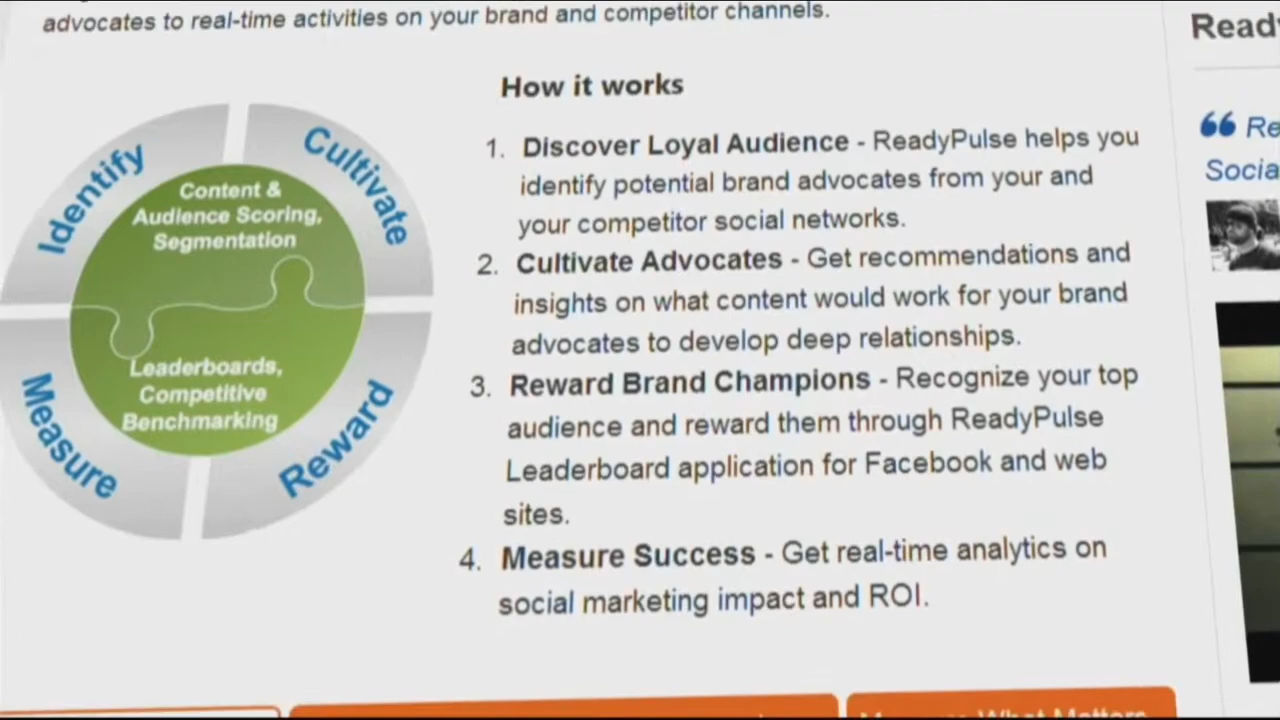 advocates to real-time activities on your brand and competitor channels.
How it works
1. Discover Loyal Audience - ReadyPulse helps you
identify potential brand advocates from your and
your competitor social networks.
2. Cultivate Advocates - Get recommendations and
insights on what content would work for your brand
advocates to develop deep relationships.
3. Reward Brand Champions - Recognize your top
audience and reward them through ReadyPulse
Leaderboard application for Facebook and web
sites.
4. Measure Success - Get real-time analytics on
social marketing impact and ROI.
Identify
Cultivate
Content &
Audience Scoring,
Segmentation
Leaderboards,
Competitive
Benchmarking
Measure
Reward
Read
Re
Socia
What Matters